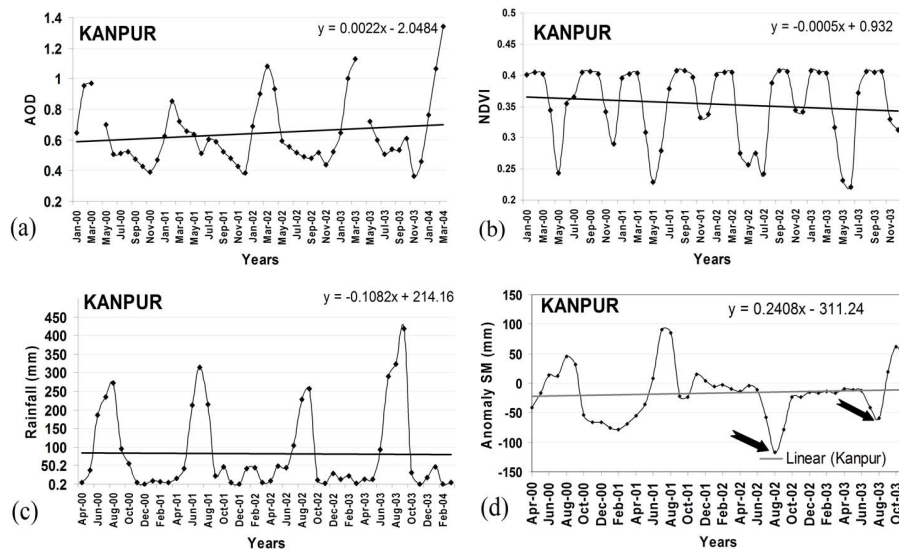 KANPUR
y = 0.0022x - 2.0484
1.4
1.2
1
0.8
0.6
0.4
0.2
AOD
Jan-00
Mar-00
May-00
Jul-00
Sep-00
Nov-00
Jan-01
Mar-01
May-01
Jul-01
Sep-01
Nov-01
Jan-02
Mar-02
May-02
Jul-02
Sep-02
Nov-02
Jan-03
Mar-03
May-03
Jul-03
Sep-03
Nov-03
Jan-04
Mar-04
Years
(a)
KANPUR
y = -0.0005x + 0.932
0.5
0.45
0.4
0.35
0.3
0.25
0.2
NDVI
Jan-00
Mar-00
May-00
Jul-00
Sep-00
Nov-00
Jan-01
Mar-01
May-01
Jul-01
Sep-01
Nov-01
Jan-02
Mar-02
May-02
Jul-02
Sep-02
Nov-02
Jan-03
Mar-03
May-03
Jul-03
Sep-03
Nov-03
Years
(b)
KANPUR
y = -0.1082x + 214.16
450
400
350
300
250
200
150
100
50.2
0.2
Rainfall (mm)
Apr-00
Jun-00
Aug-00
Oct-00
Dec-00
Feb-01
Apr-01
Jun-01
Aug-01
Oct-01
Dec-01
Feb-02
Apr-02
Jun-02
Aug-02
Oct-02
Dec-02
Feb-03
Apr-03
Jun-03
Aug-03
Oct-03
Dec-03
Feb-04
Years
(c)
KANPUR
y = 0.2408x - 311.24
150
100
50
0
-50
-100
-150
Anomaly SM (mm)
Linear (Kanpur)
Apr-00
Jun-00
Aug-00
Oct-00
Dec-00
Feb-01
Apr-01
Jun-01
Aug-01
Oct-01
Dec-01
Feb-02
Apr-02
Jun-02
Aug-02
Oct-02
Dec-02
Feb-03
Apr-03
Jun-03
Aug-03
Oct-03
Years
(d)